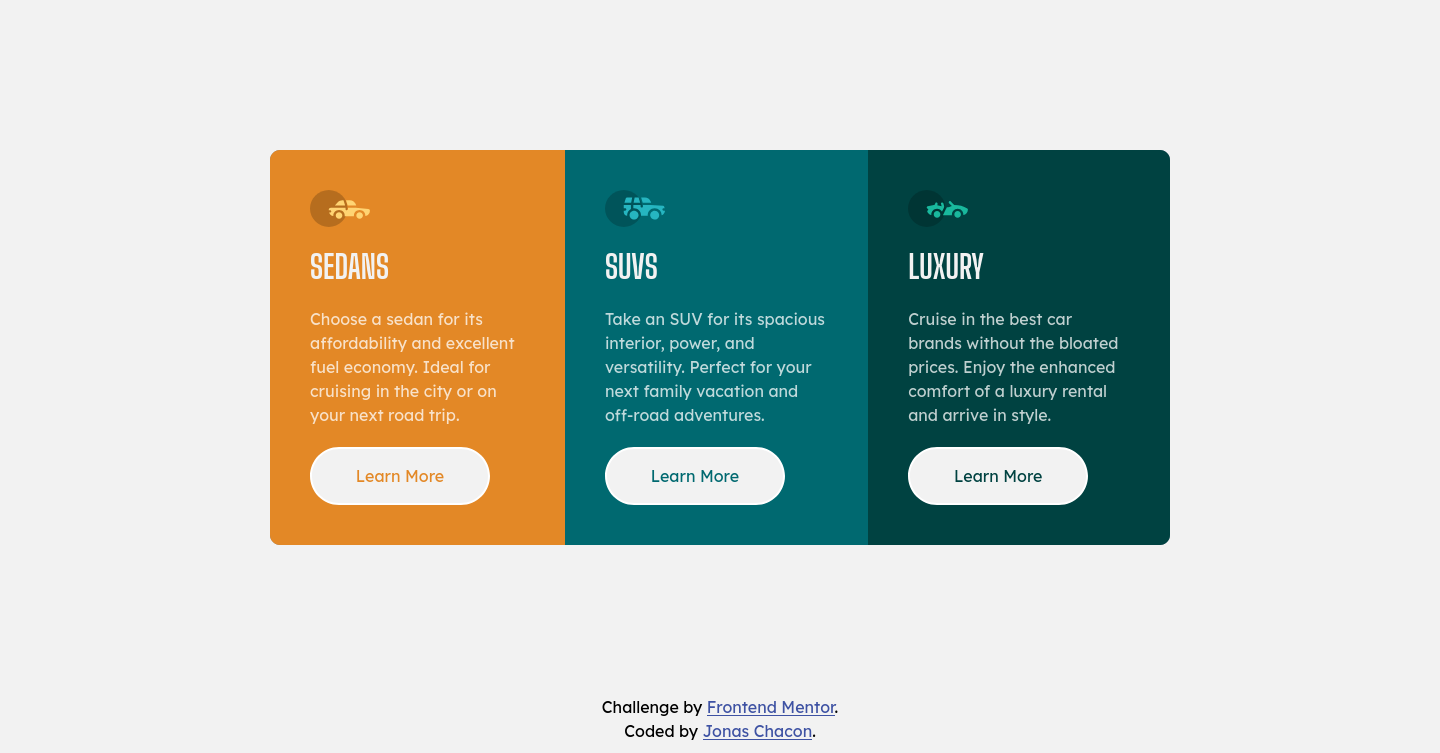 SEDANS
Choose a sedan for its
affordability and excellent
fuel economy. Ideal for
cruising in the city or on
your next road trip.
Learn More
SUVS
Take an SUV for its spacious
interior, power, and
versatility. Perfect for your
next family vacation and
off-road adventures.
Learn More
LUXURY
Cruise in the best car
brands without the bloated
prices. Enjoy the enhanced
comfort of a luxury rental
and arrive in style.
Learn More
Challenge by Frontend Mentor.
Coded by Jonas Chacon.